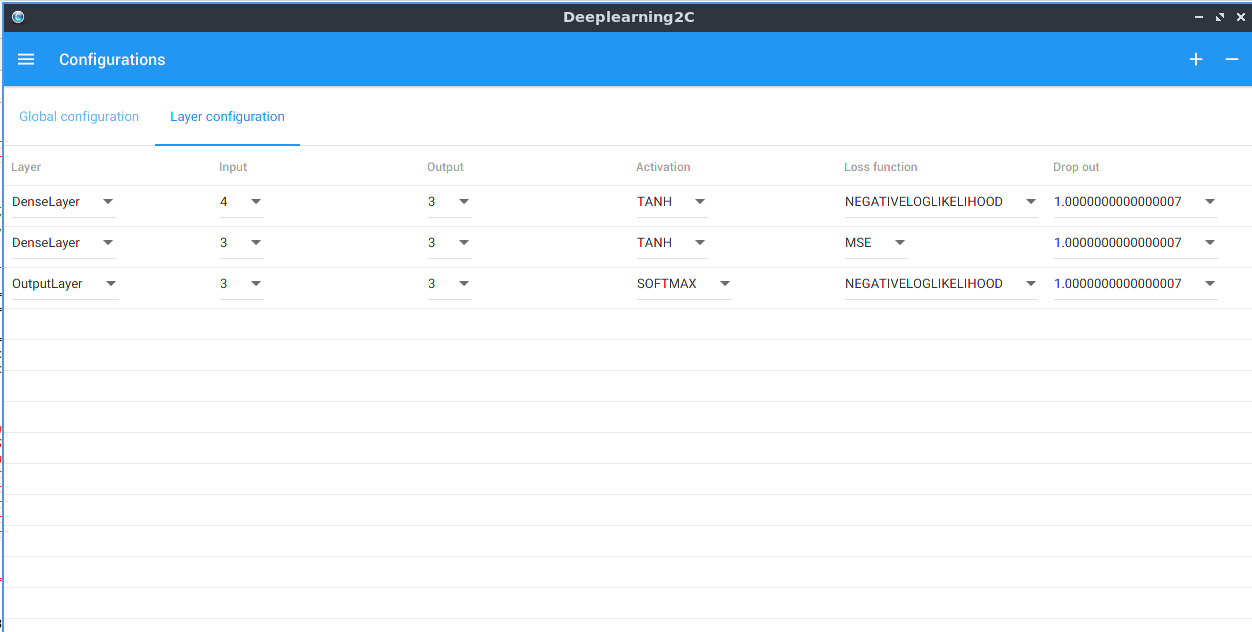 Deeplearning2C
Configurations
Global configuration Layer configuration
Layer Input Output Activation Loss function Drop out
DenseLayer 4 3 TANH NEGATIVELOGLIKELIHOOD 1.0000000000000007
DenseLayer 3 3 TANH MSE 1.0000000000000007
OutputLayer 3 3 SOFTMAX NEGATIVELOGLIKELIHOOD 1.0000000000000007